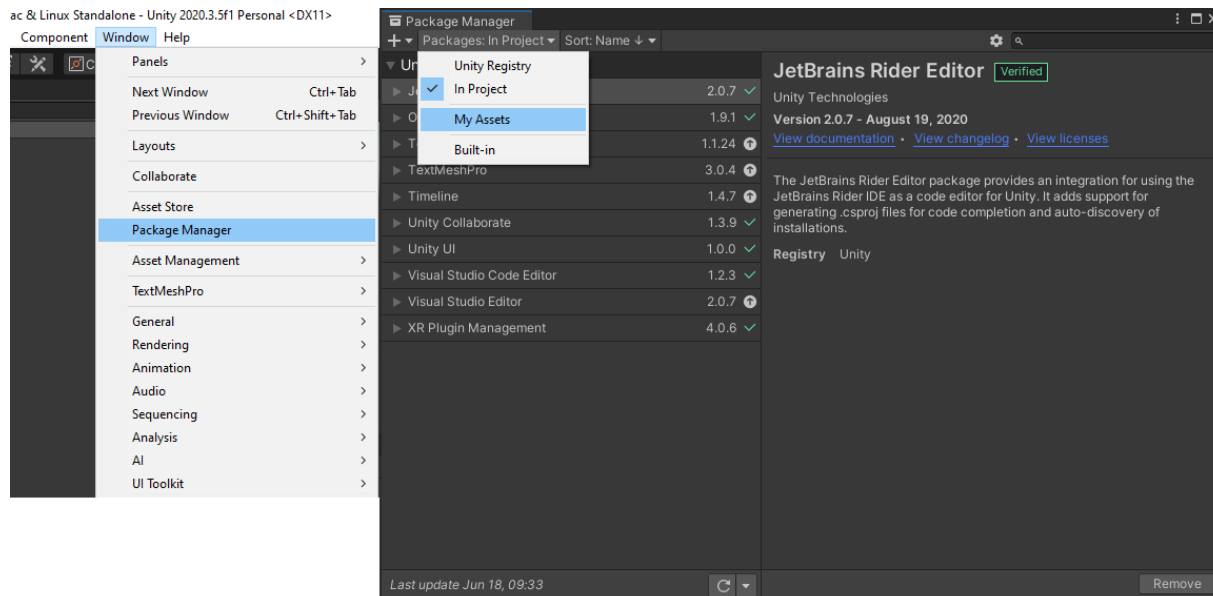 ac & Linux Standalone - Unity 2020.3.5f1 Personal <DX11>
Component Window Help
C
Panels
Next Window Ctrl+Tab
Previous Window Ctrl+Shift+Tab
Layouts
Collaborate
Asset Store
Package Manager
Asset Management
TextMeshPro
General
Rendering
Animation
Audio
Sequencing
Analysis
AI
UI Toolkit
Package Manager
+ Packages: In Project Sort: Name ↓
Un
Unity Registry
In Project
My Assets
Built-in
Je 2.0.7
O 1.9.1
Te 1.1.24
TextMeshPro 3.0.4
Timeline 1.4.7
Unity Collaborate 1.3.9
Unity UI 1.0.0
Visual Studio Code Editor 1.2.3
Visual Studio Editor 2.0.7
XR Plugin Management 4.0.6
Last update Jun 18, 09:33
JetBrains Rider Editor Verified
Unity Technologies
Version 2.0.7 - August 19, 2020
View documentation • View changelog • View licenses
The JetBrains Rider Editor package provides an integration for using the
JetBrains Rider IDE as a code editor for Unity. It adds support for
generating .csproj files for code completion and auto-discovery of
installations.
Registry Unity
Remove